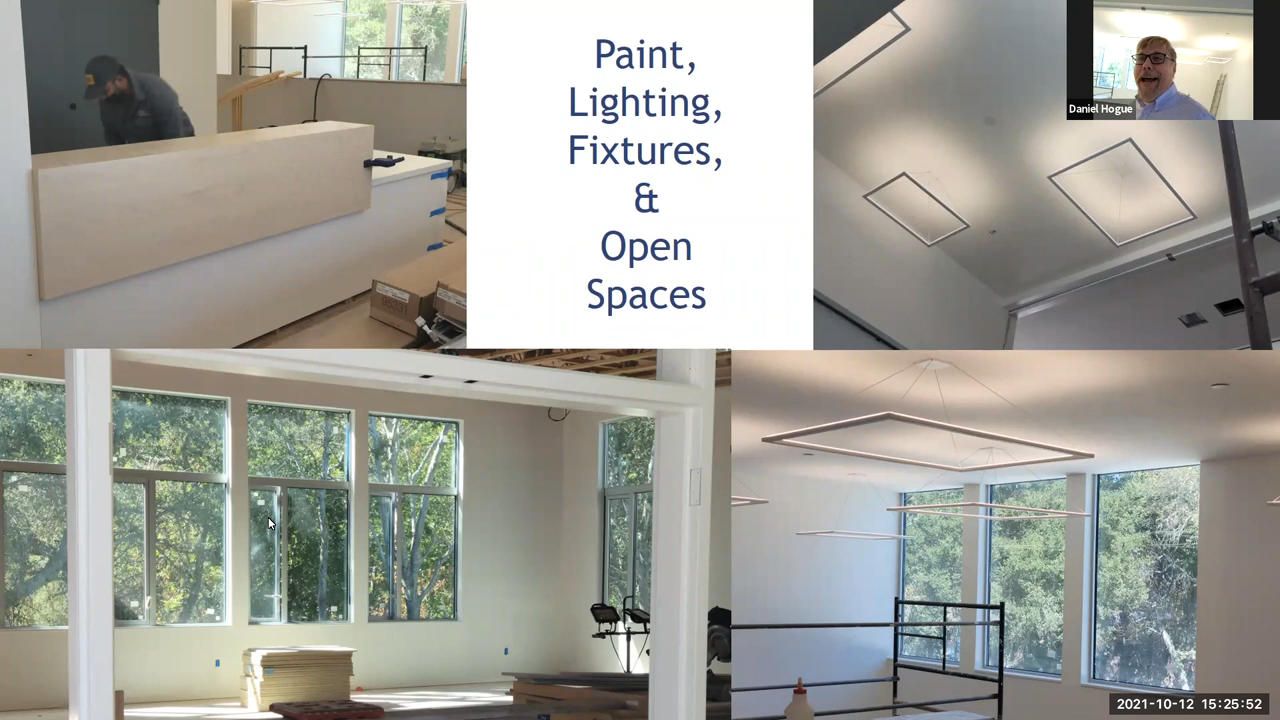 Paint,
Lighting,
Fixtures,
&
Open
Spaces
Daniel Hogue
2021-10-12 15:25:52